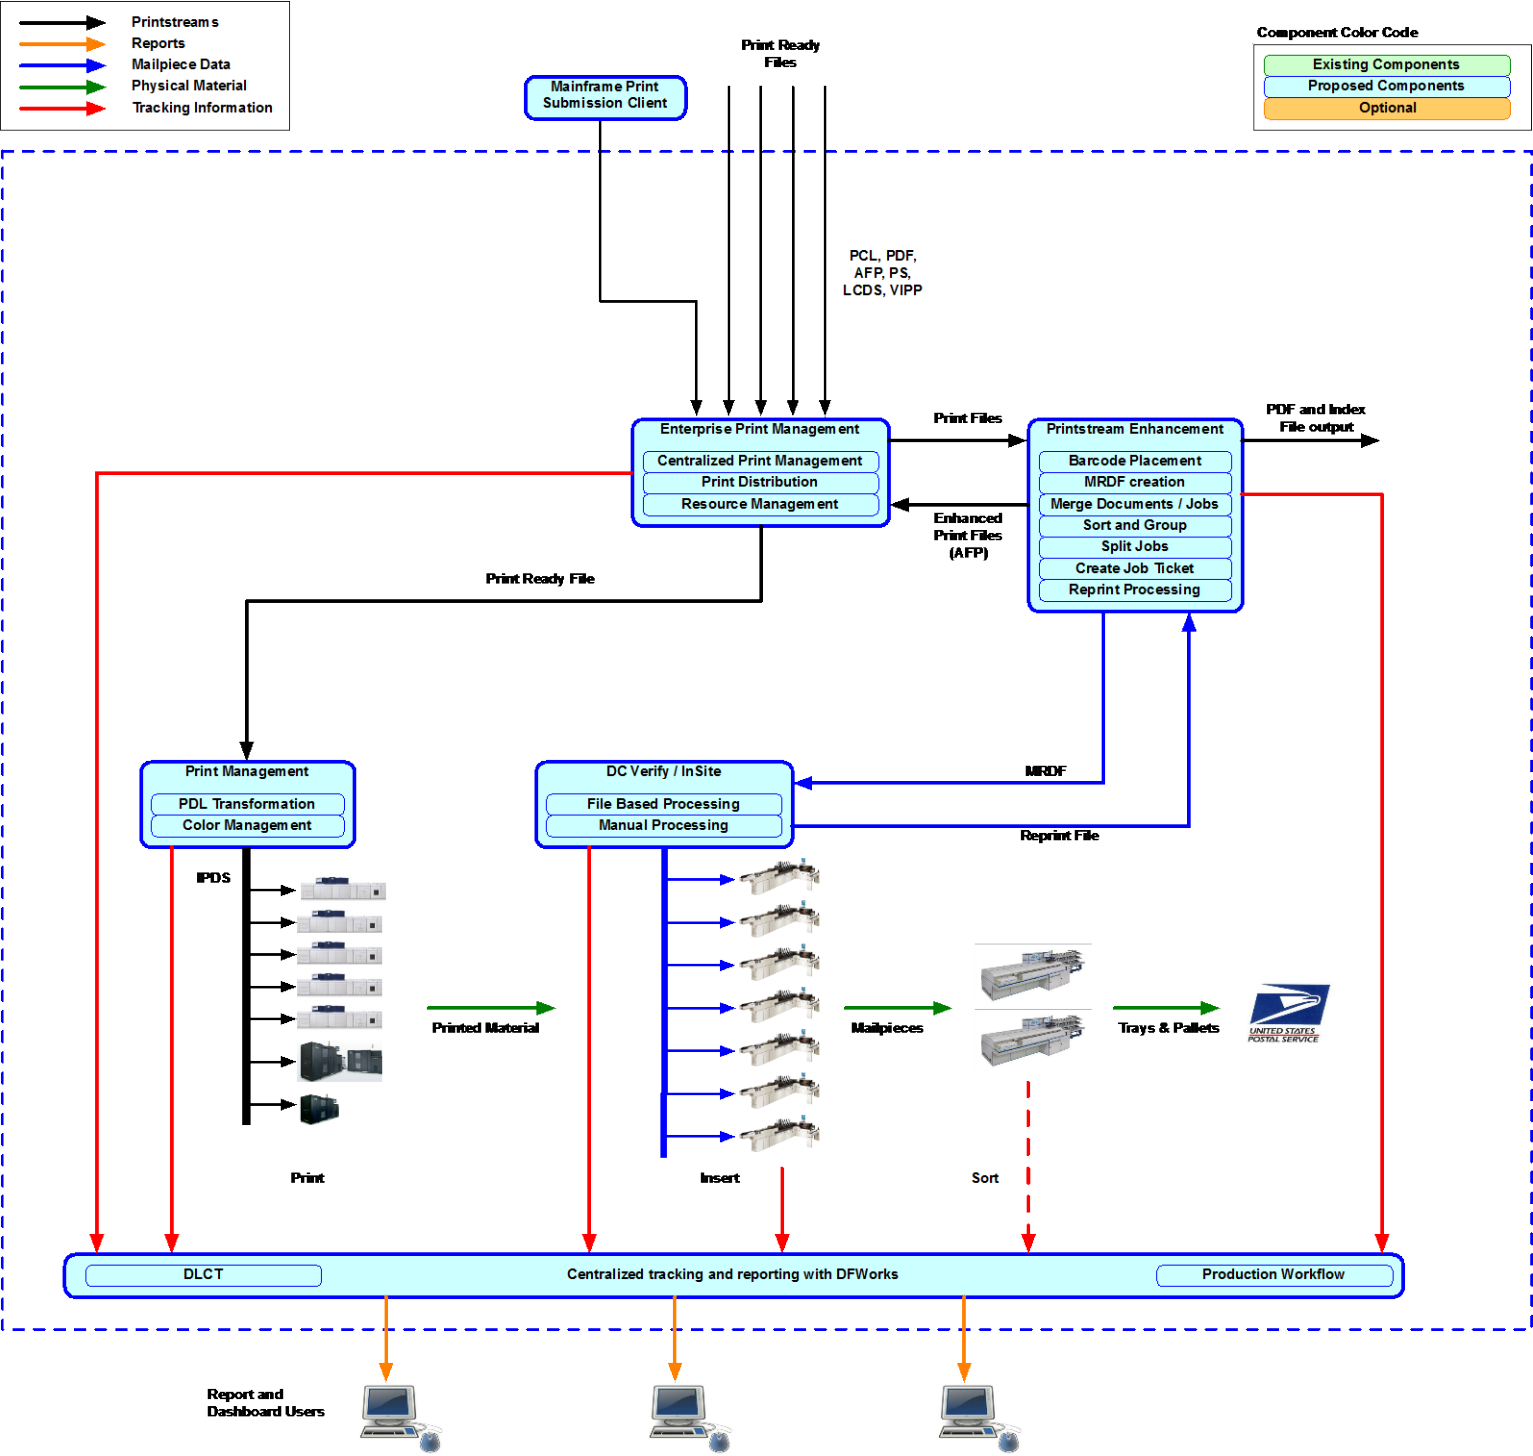 Printstreams
Reports
Mailpiece Data
Physical Material
Tracking Information
Print Ready
Files
Component Color Code
Existing Components
Proposed Components
Optional
Mainframe Print
Submission Client
PCL, PDF,
AFP, PS,
LCDS, VIPP
Enterprise Print Management
Centralized Print Management
Print Distribution
Resource Management
Print Files
Enhanced
Print Files
(AFP)
Printstream Enhancement
Barcode Placement
MRDF creation
Merge Documents / Jobs
Sort and Group
Split Jobs
Create Job Ticket
Reprint Processing
PDF and Index
File output
Print Ready File
Print Management
PDL Transformation
Color Management
DC Verify / InSite
File Based Processing
Manual Processing
MRDF
Reprint File
IPDS
Printed Material
Mailpieces
Trays & Pallets
UNITED STATES
POSTAL SERVICE
Print
Insert
Sort
DLCT
Centralized tracking and reporting with DFWorks
Production Workflow
Report and
Dashboard Users